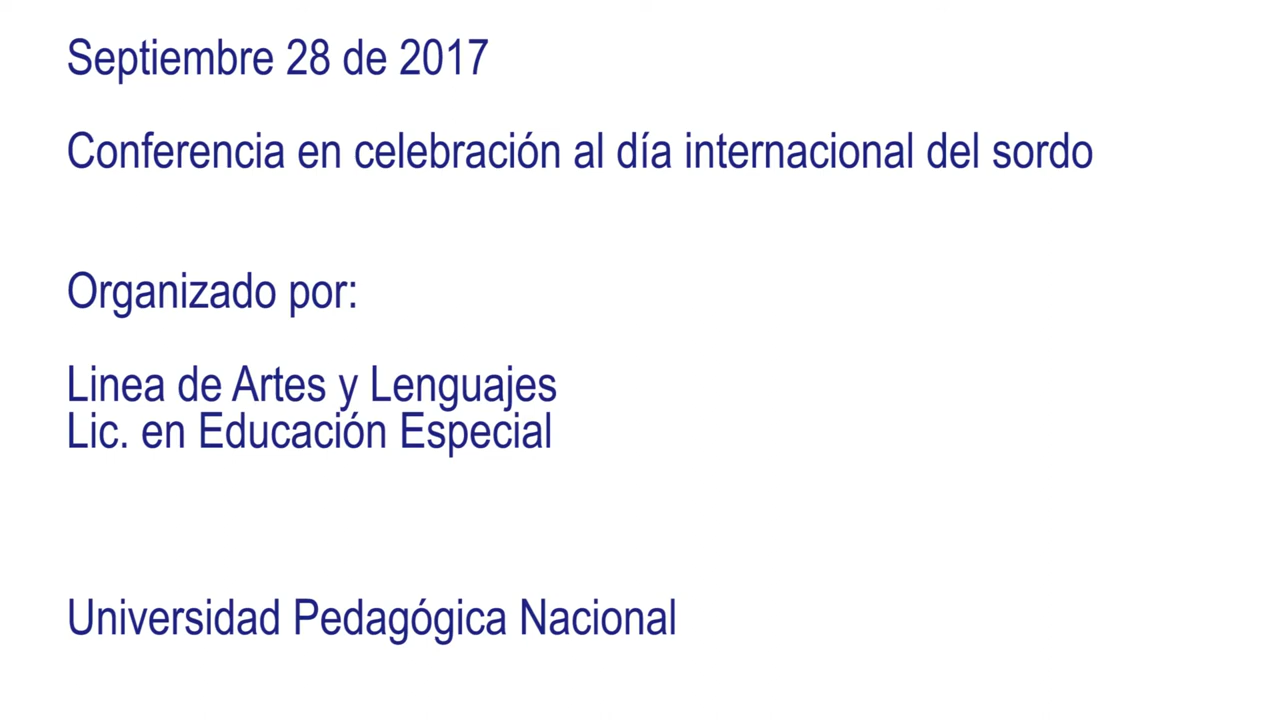 Septiembre 28 de 2017
Conferencia en celebración al día internacional del sordo
Organizado por:
Linea de Artes y Lenguajes
Lic. en Educación Especial
Universidad Pedagógica Nacional